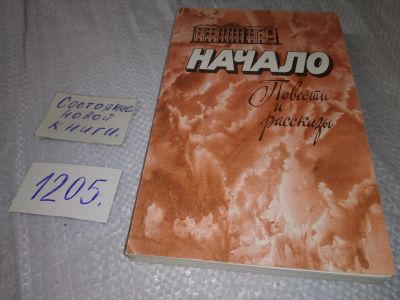 НАЧАЛО
Повести
и
рассказы
Состояние
новой
книги.
1205.